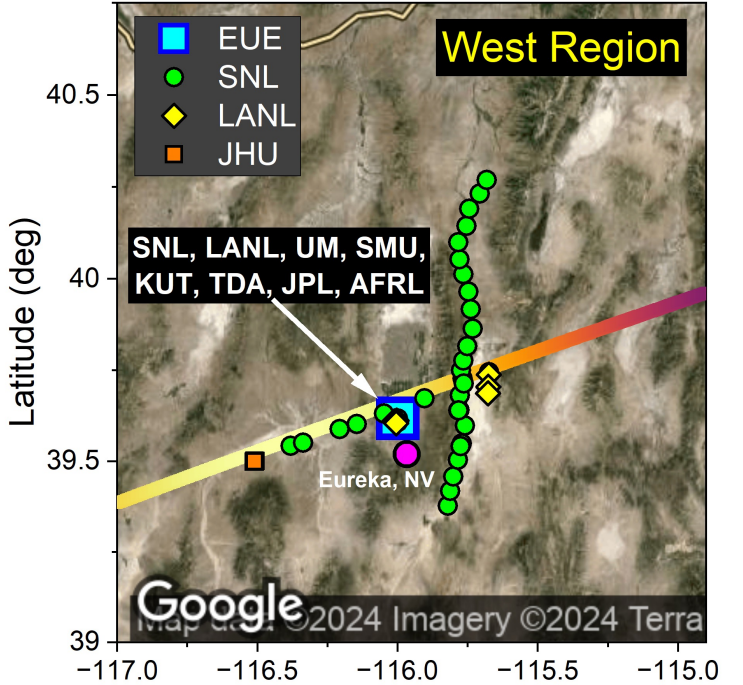 West Region
EUE
SNL
LANL
JHU
SNL, LANL, UM, SMU,
KUT, TDA, JPL, AFRL
Eureka, NV
Google
Map data ©2024 Imagery ©2024 Terra
Latitude (deg)
40.5
40
39.5
39
−117.0
−116.5
−116.0
−115.5
−115.0